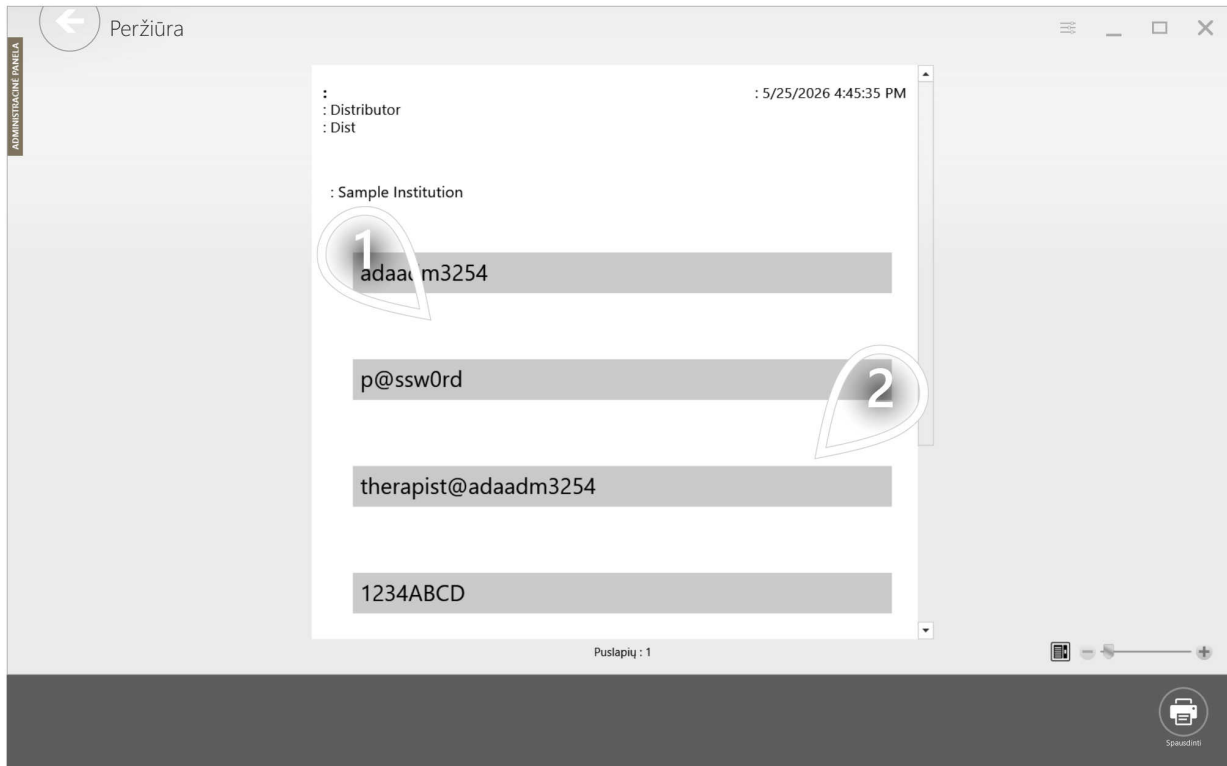 Peržiūra
ADMINISTRACINĖ PANELA
:
: 5/25/2026 4:45:35 PM
: Distributor
: Dist
: Sample Institution
1
adaadm3254
p@ssw0rd
2
therapist@adaadm3254
1234ABCD
Puslapių : 1
Spausdinti